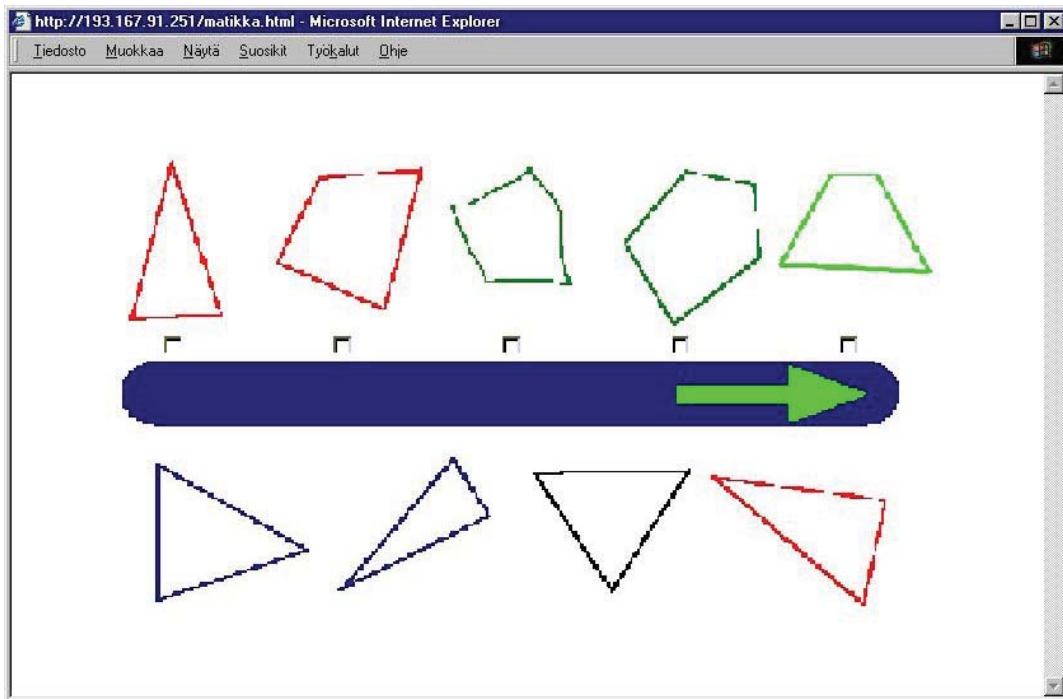 http://193.167.91.251/matikka.html - Microsoft Internet Explorer
Tiedosto Muokkaa Näytä Suosikit Työkalut Ohje